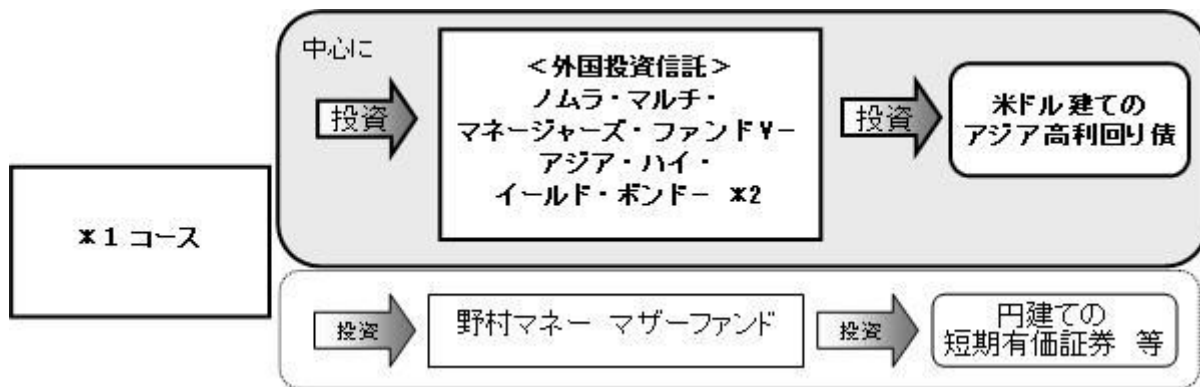 中心に
投資
<外国投資信託>
ノムラ・マルチ・
マネージャーズ・ファンドⅤ－
アジア・ハイ・
イールド・ボンド－ *2
投資
米ドル建ての
アジア高利回り債
*1 コース
投資
野村マネー マザーファンド
投資
円建ての
短期有価証券 等